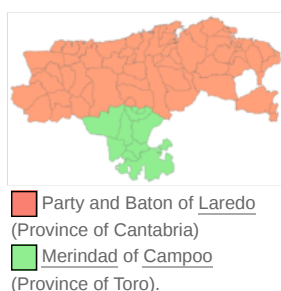 Party and Baton of Laredo
(Province of Cantabria)
Merindad of Campoo
(Province of Toro).